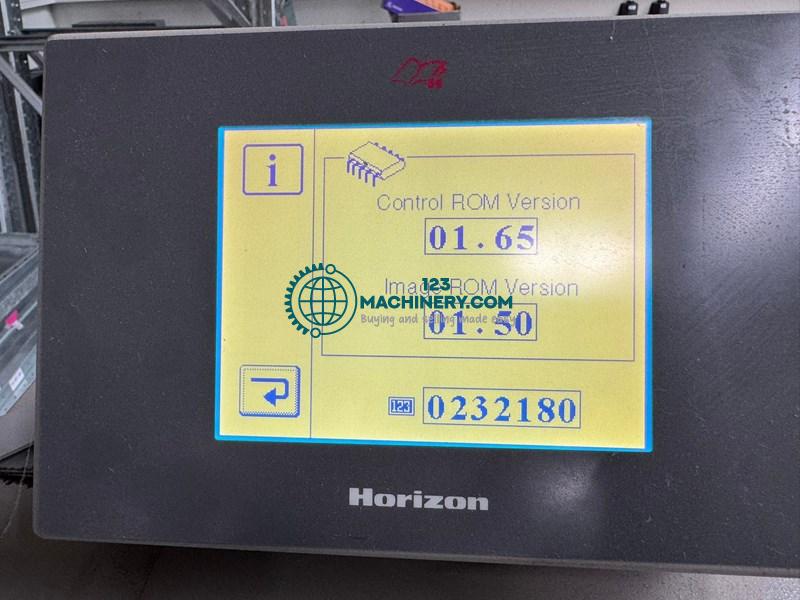 i
Control ROM Version
01.65
Image ROM Version
01.50
123
MACHINERY.COM
Buying and selling made easy
123
0232180
Horizon